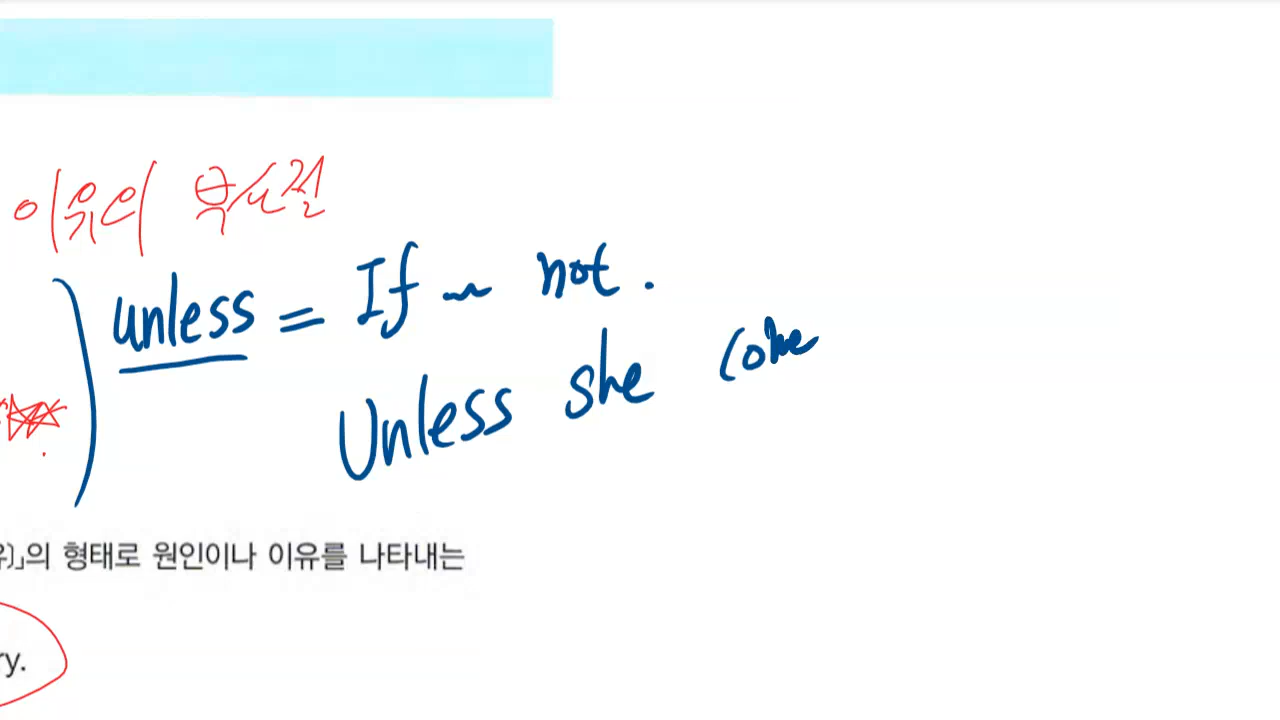 이유의 부사절
unless = If ~ not.
Unless she come
유)」의 형태로 원인이나 이유를 나타내는
ry.